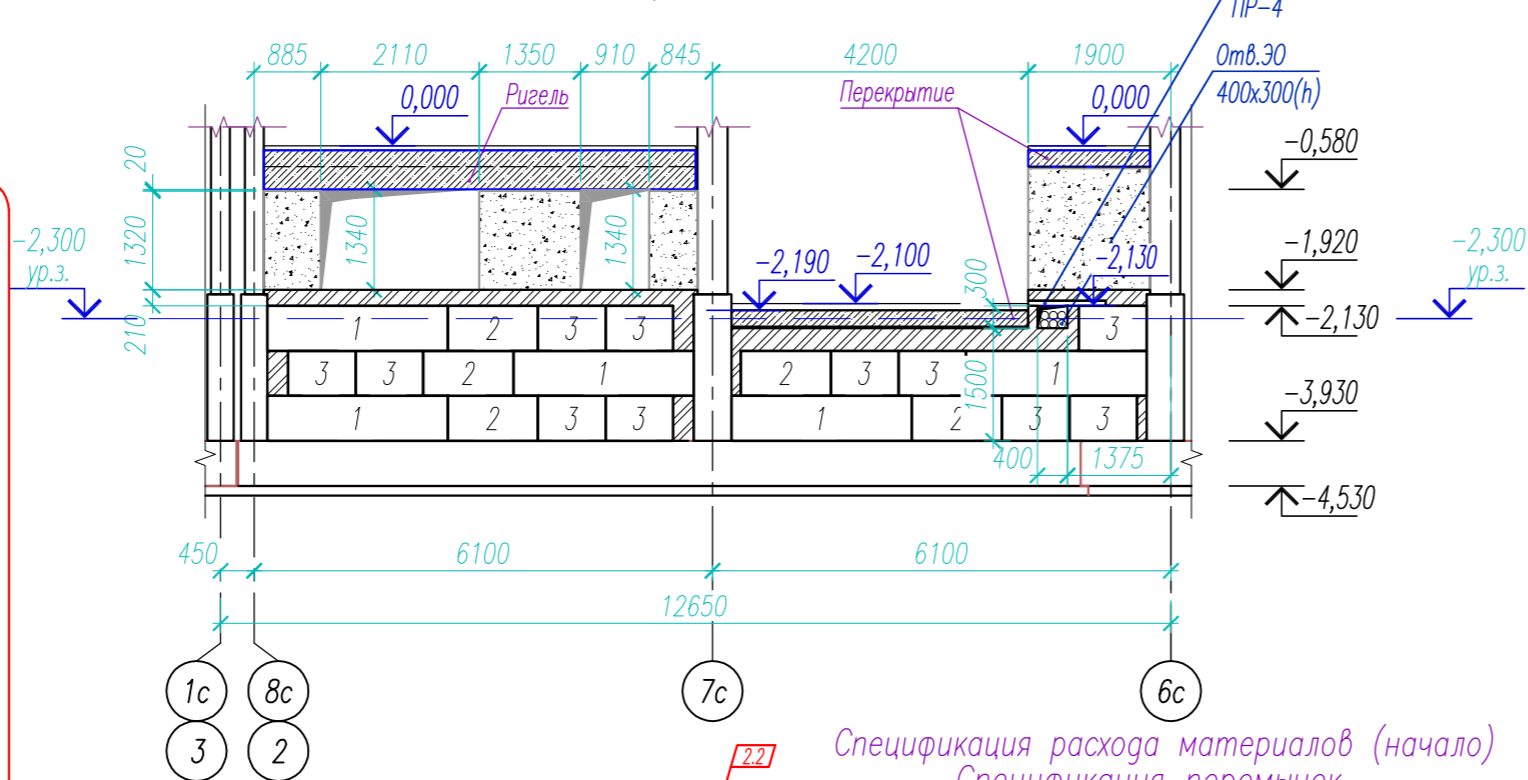 ПР-4
885 2110 1350 910 845 4200 1900
Отв.ЭО
400х300(h)
0,000
Ригель
Перекрытие
0,000
-0,580
20
1320
1340
1340
-2,300
ур.з.
-2,190
-2,100
300
-2,130
-1,920
-2,300
ур.з.
210
-2,130
1 2 3 3 3
3 3 2 1 2 3 3 1
1500
1 2 3 3 1 2 3 3
-3,930
400 1375
-4,530
450 6100 6100
12650
1с 8с 7с 6с
3 2
2.2
Спецификация расхода материалов (начало)
Спецификация перемычек